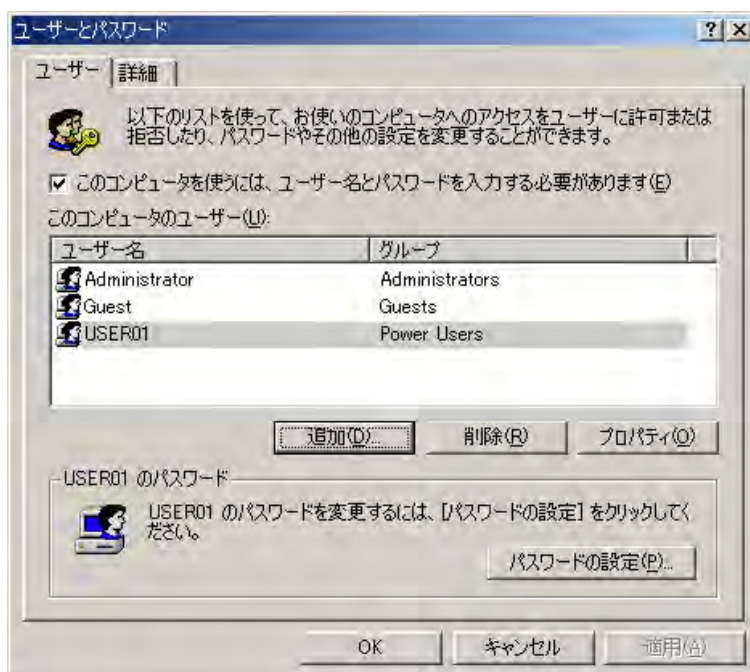 ユーザーとパスワード
ユーザー 詳細
以下のリストを使って、お使いのコンピュータへのアクセスをユーザーに許可または
拒否したり、パスワードやその他の設定を変更することができます。
このコンピュータを使うには、ユーザー名とパスワードを入力する必要があります(E)
このコンピュータのユーザー(U):
ユーザー名 グループ
Administrator Administrators
Guest Guests
USER01 Power Users
追加(D)... 削除(R) プロパティ(O)
USER01 のパスワード
USER01 のパスワードを変更するには、[パスワードの設定] をクリックしてく
ださい。
パスワードの設定(P)...
OK キャンセル 適用(A)